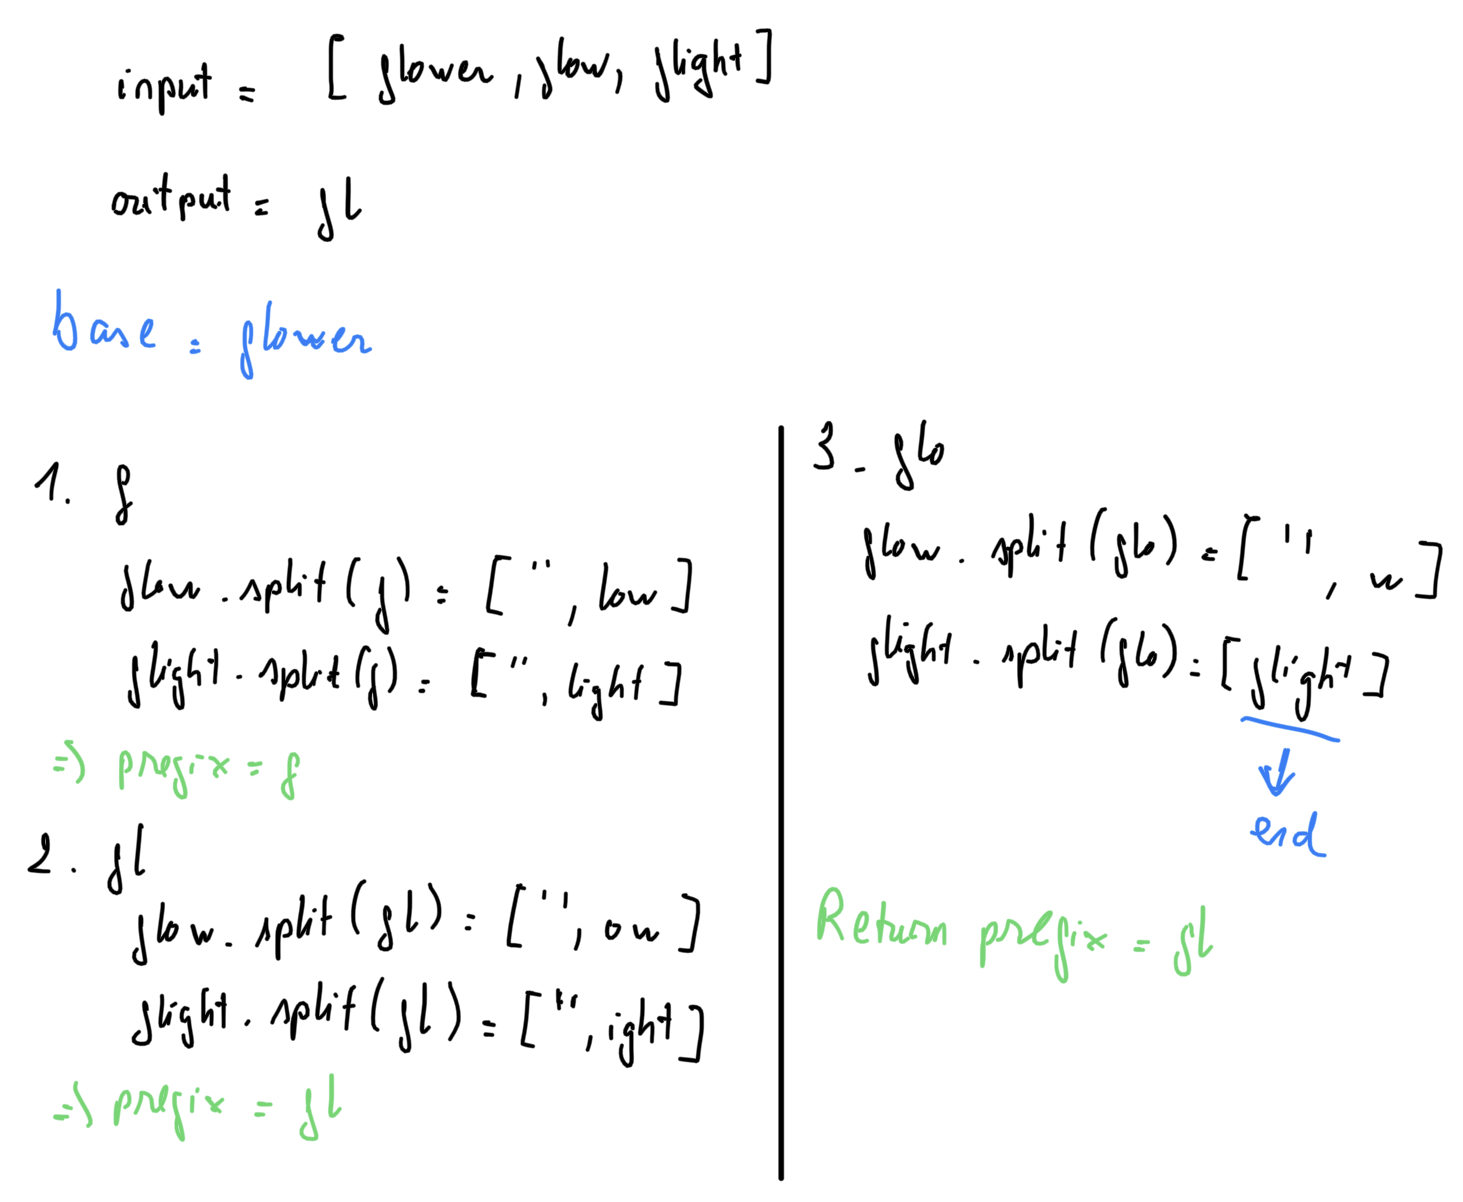 input = [ flower, flow, flight ]
output = fl
base = flower
1. f
flow.split(f) = ["", low]
flight.split(f) = ["", light]
=> prefix = f
2. fl
flow.split(fl) = ['', ow]
flight.split(fl) = ["", ight]
=> prefix = fl
3. flo
flow.split(flo) = ['', w]
flight.split(flo) = [flight]
end
Return prefix = fl